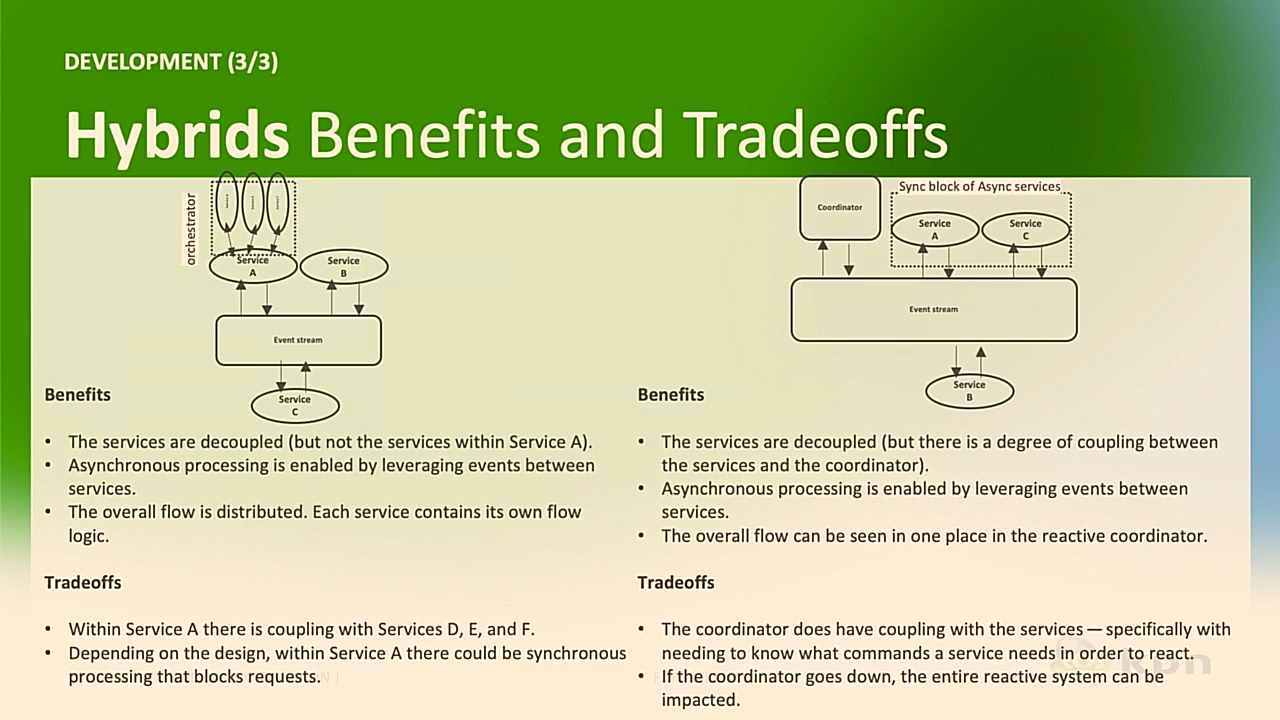 DEVELOPMENT (3/3)
Hybrids Benefits and Tradeoffs
orchestrator
Service
A
Service
B
Event stream
Service
C
Benefits
• The services are decoupled (but not the services within Service A).
• Asynchronous processing is enabled by leveraging events between
services.
• The overall flow is distributed. Each service contains its own flow
logic.
Tradeoffs
• Within Service A there is coupling with Services D, E, and F.
• Depending on the design, within Service A there could be synchronous
processing that blocks requests.
Coordinator
Sync block of Async services
Service
A
Service
C
Event stream
Service
B
Benefits
• The services are decoupled (but there is a degree of coupling between
the services and the coordinator).
• Asynchronous processing is enabled by leveraging events between
services.
• The overall flow can be seen in one place in the reactive coordinator.
Tradeoffs
• The coordinator does have coupling with the services — specifically with
needing to know what commands a service needs in order to react.
• If the coordinator goes down, the entire reactive system can be
impacted.
kpn